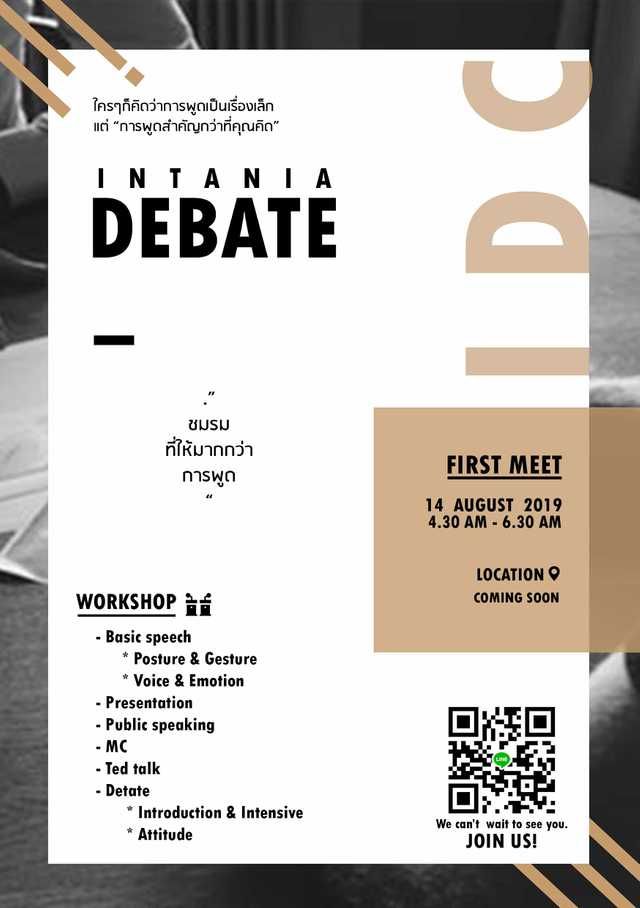 ใครๆก็คิดว่าการพูดเป็นเรื่องเล็ก
แต่ “การพูดสำคัญกว่าที่คุณคิด”
INTANIA
DEBATE
IDC
.”
ชมรม
ที่ให้มากกว่า
การพูด
“
FIRST MEET
14 AUGUST 2019
4.30 AM - 6.30 AM
LOCATION
COMING SOON
WORKSHOP
- Basic speech
* Posture & Gesture
* Voice & Emotion
- Presentation
- Public speaking
- MC
- Ted talk
- Detate
* Introduction & Intensive
* Attitude
LINE
We can't wait to see you.
JOIN US!